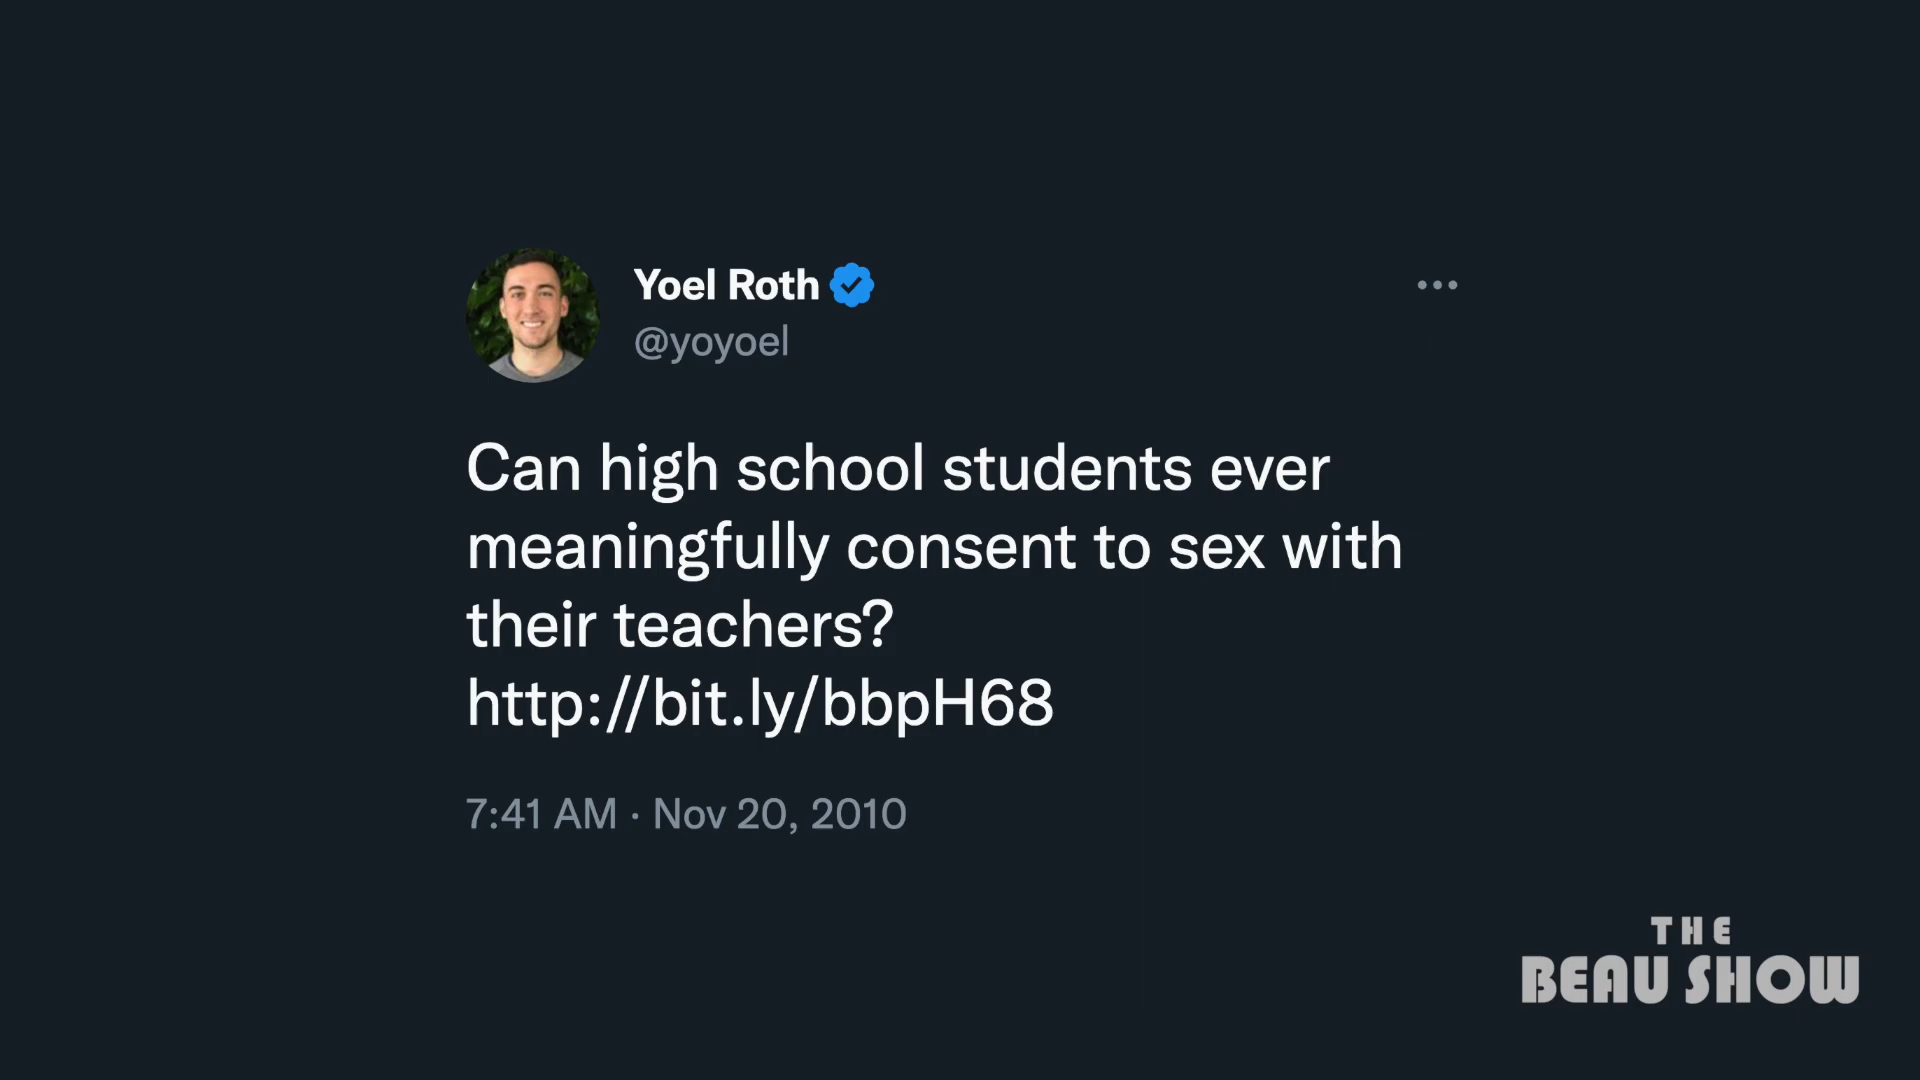 Yoel Roth
@yoyoel
Can high school students ever
meaningfully consent to sex with
their teachers?
http://bit.ly/bbpH68
7:41 AM · Nov 20, 2010
THE
BEAU SHOW